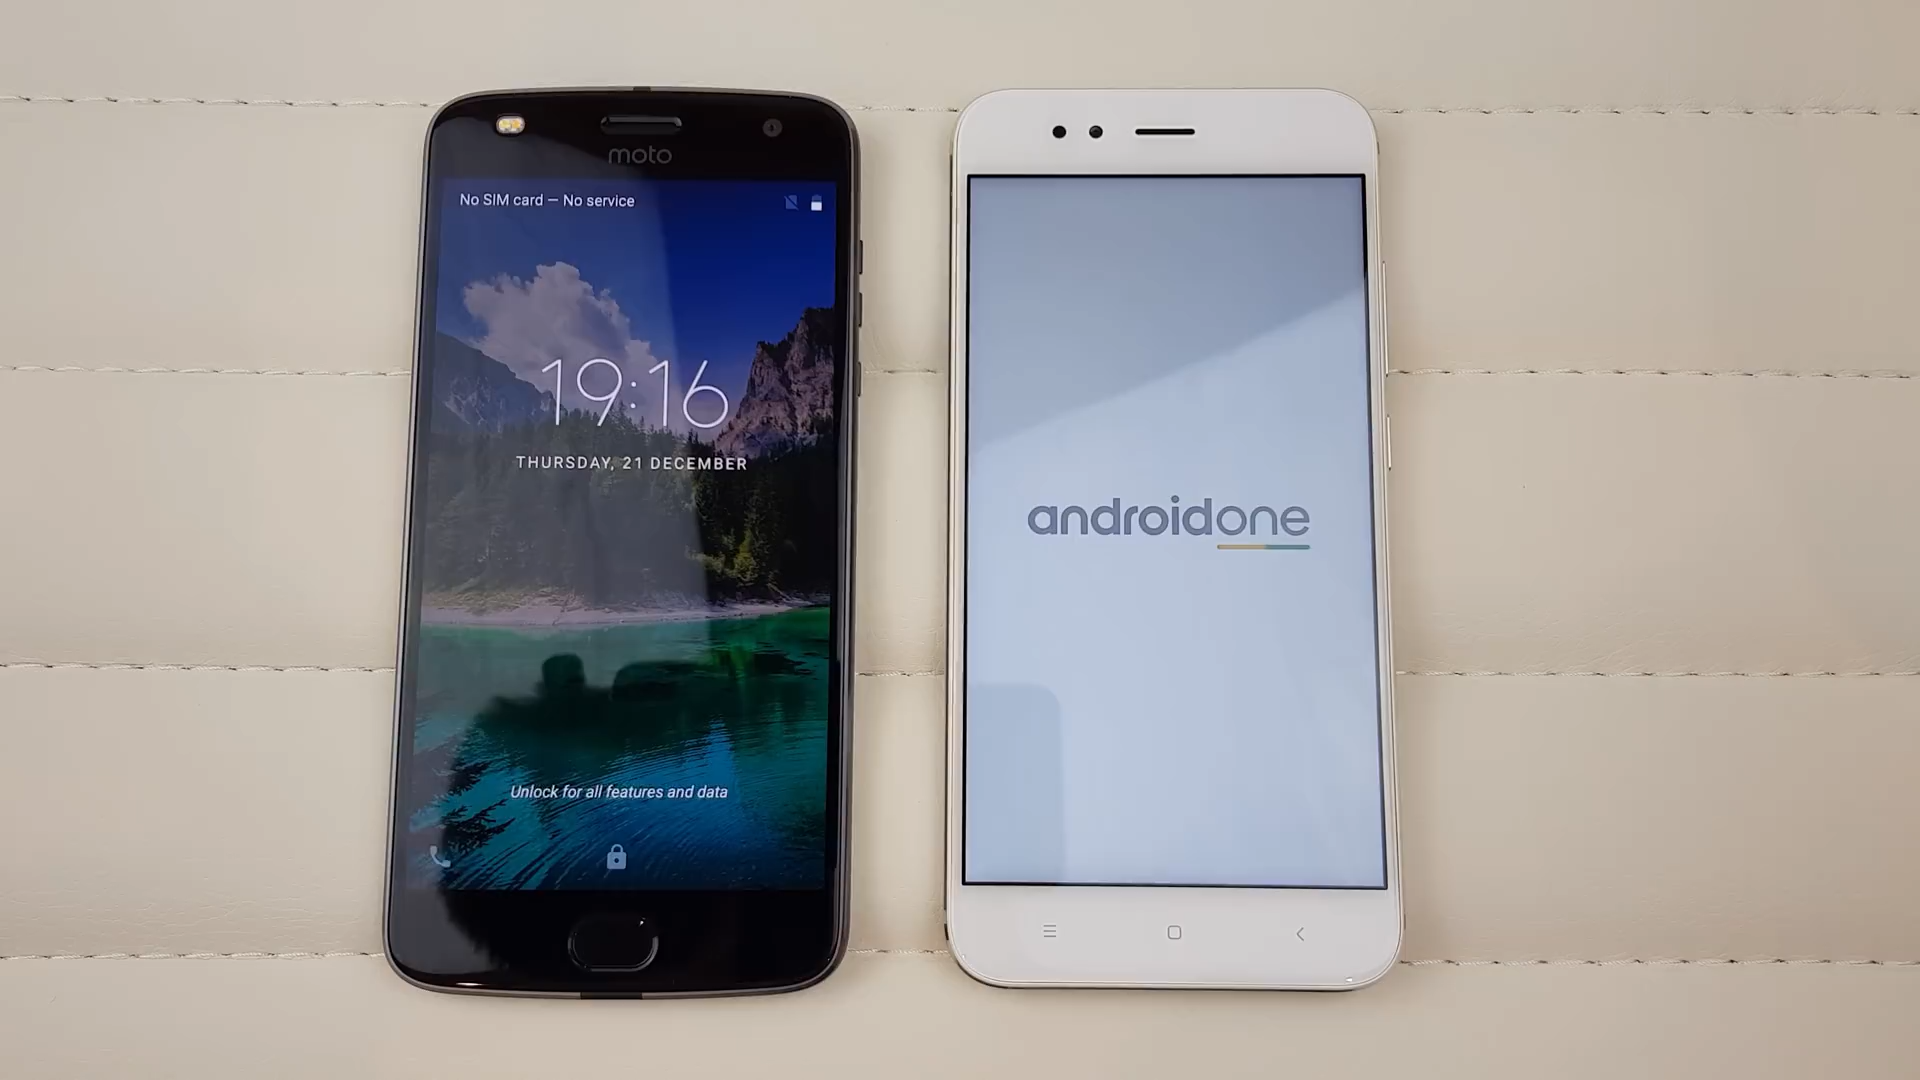 moto
No SIM card – No service
19:16
THURSDAY, 21 DECEMBER
Unlock for all features and data
androidone